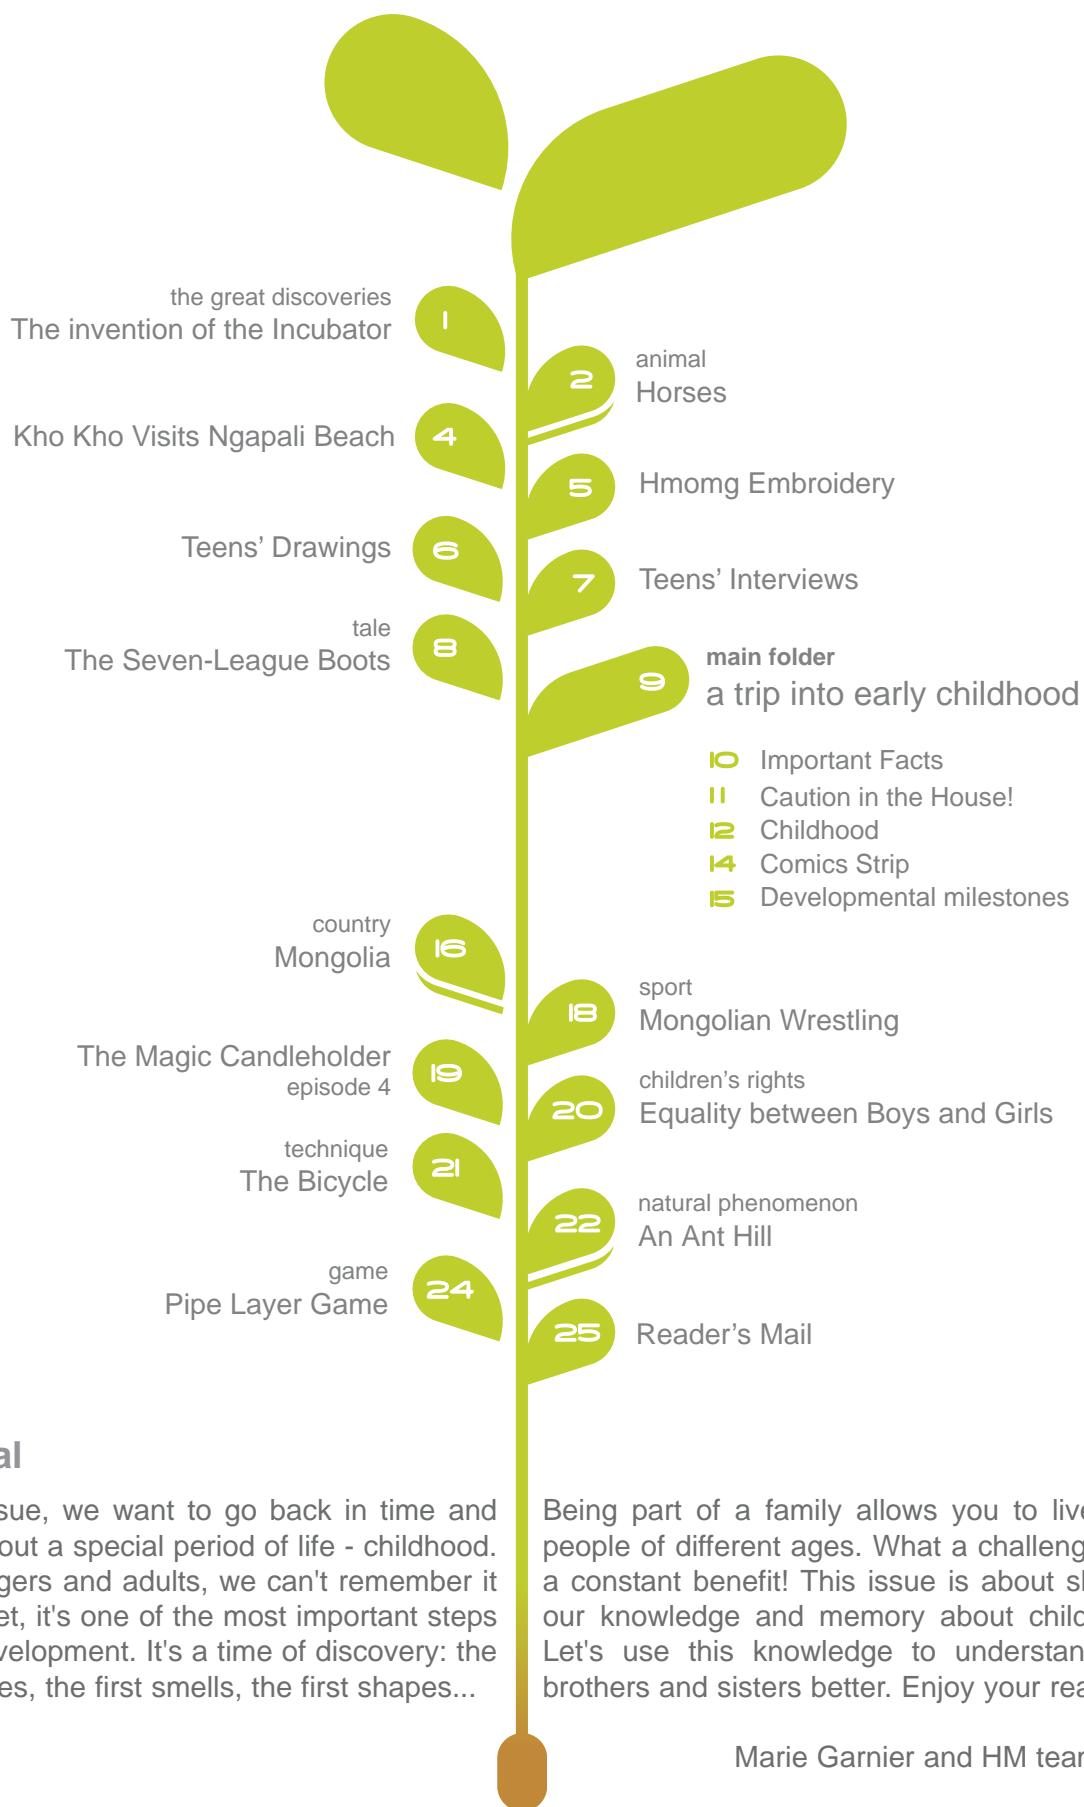 the great discoveries
The invention of the Incubator
1
2
animal
Horses
Kho Kho Visits Ngapali Beach
4
5
Hmomg Embroidery
Teens’ Drawings
6
7
Teens’ Interviews
tale
The Seven-League Boots
8
9
main folder
a trip into early childhood
10 Important Facts
11 Caution in the House!
12 Childhood
14 Comics Strip
15 Developmental milestones
country
Mongolia
16
18
sport
Mongolian Wrestling
The Magic Candleholder
episode 4
19
20
children’s rights
Equality between Boys and Girls
technique
The Bicycle
21
22
natural phenomenon
An Ant Hill
game
Pipe Layer Game
24
25
Reader’s Mail
al
sue, we want to go back in time and
out a special period of life - childhood.
gers and adults, we can't remember it
et, it's one of the most important steps
velopment. It's a time of discovery: the
es, the first smells, the first shapes...
Being part of a family allows you to live
people of different ages. What a challeng
a constant benefit! This issue is about sl
our knowledge and memory about child
Let's use this knowledge to understan
brothers and sisters better. Enjoy your rea
Marie Garnier and HM tear